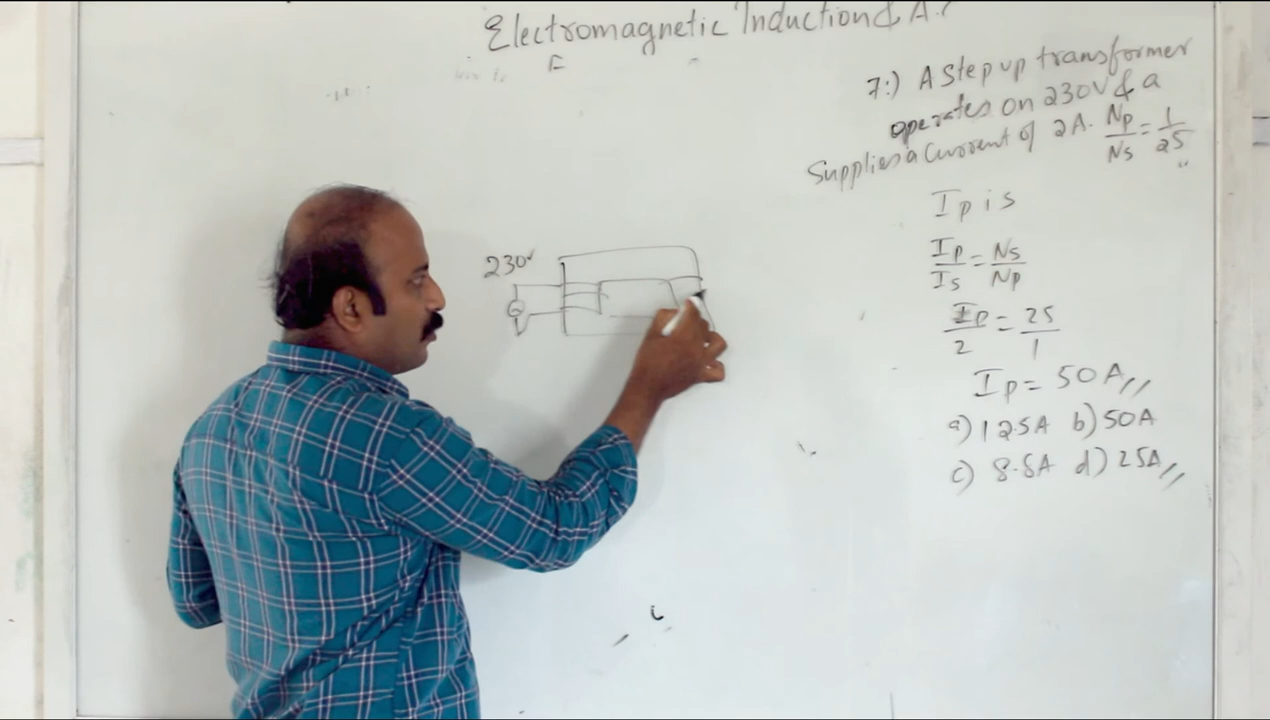 Electromagnetic Induction & A.C
7:) A step up transformer
operates on 230V & a
Supplies a Current of 2A. Np/Ns = 1/25
Ip is
Ip/Is = Ns/Np
Ip/2 = 25/1
Ip = 50A//
a) 12.5A b) 50A
c) 8.8A d) 25A//
230V